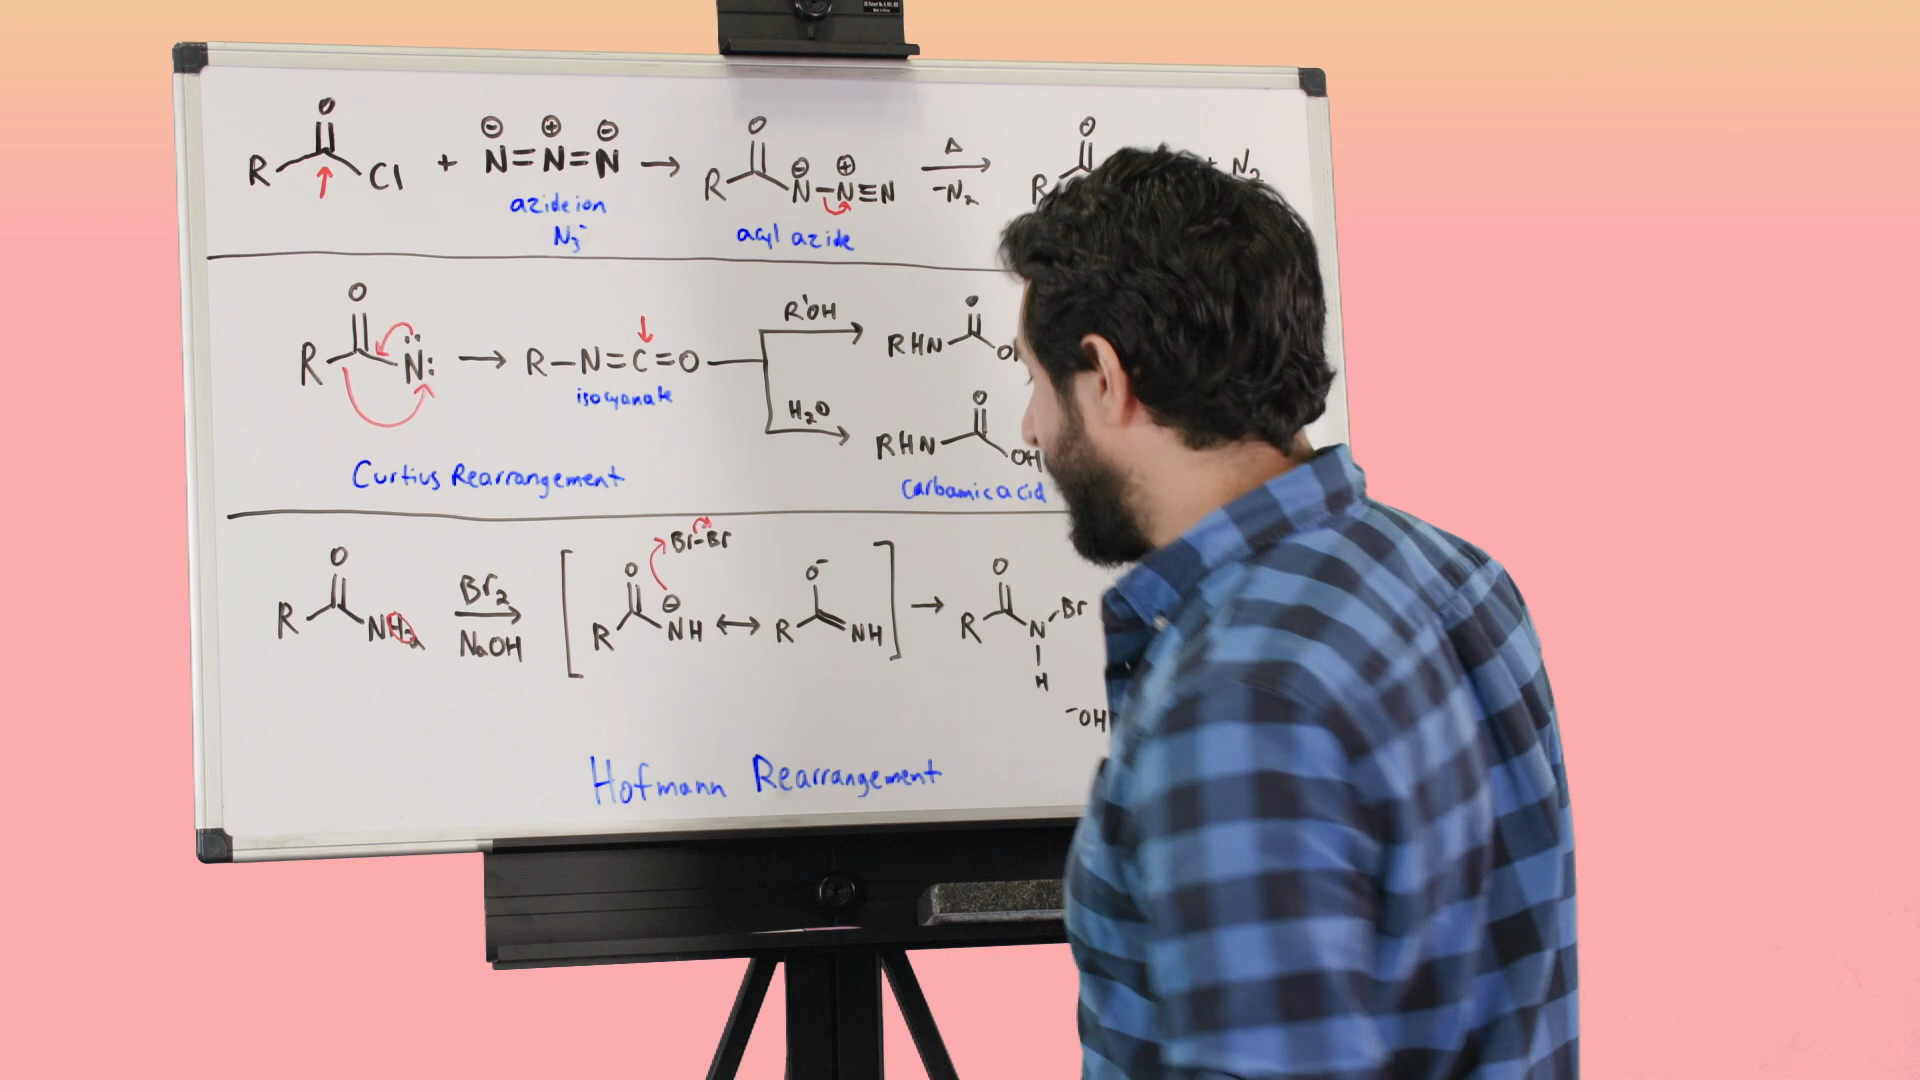 O O O
R Cl + N=N=N → R N–N≡N Δ -N₂ R + N₂
azide ion
N₃⁻
acyl azide
O
R N: → R–N=C=O
isocyanate
R'OH
RHN
H₂O
O
RHN OH
Carbamic acid
Curtius Rearrangement
Br–Br
O O O⁻ O
R NH₂ Br₂ NaOH R NH ↔ R NH → R N Br
H
⁻OH
Hofmann Rearrangement